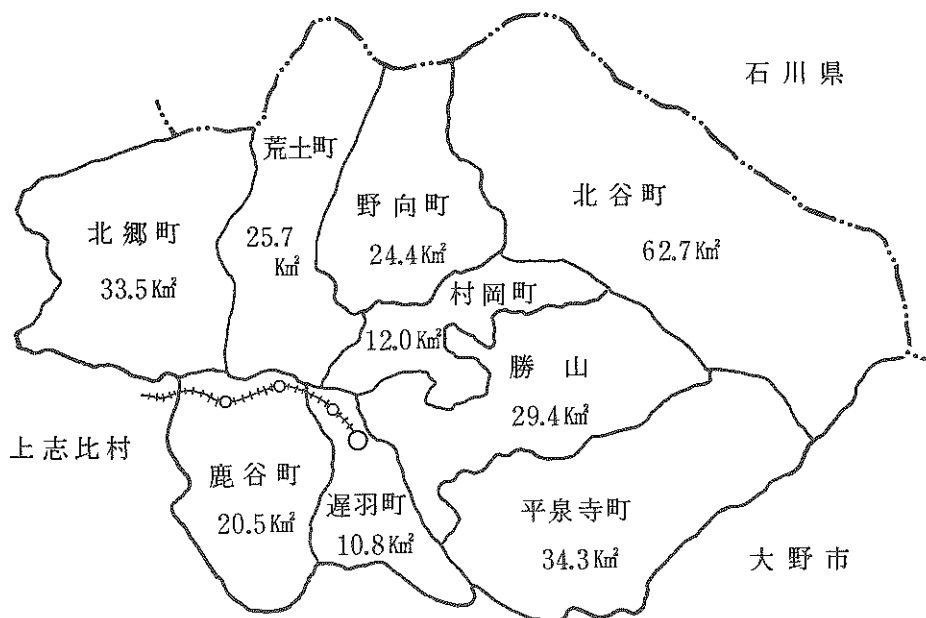 石川県
荒土町
25.7
Km²
野向町
24.4Km²
北谷町
62.7Km²
北郷町
33.5Km²
村岡町
12.0Km²
勝山
29.4Km²
上志比村
鹿谷町
20.5Km²
遅羽町
10.8Km²
平泉寺町
34.3Km²
大野市